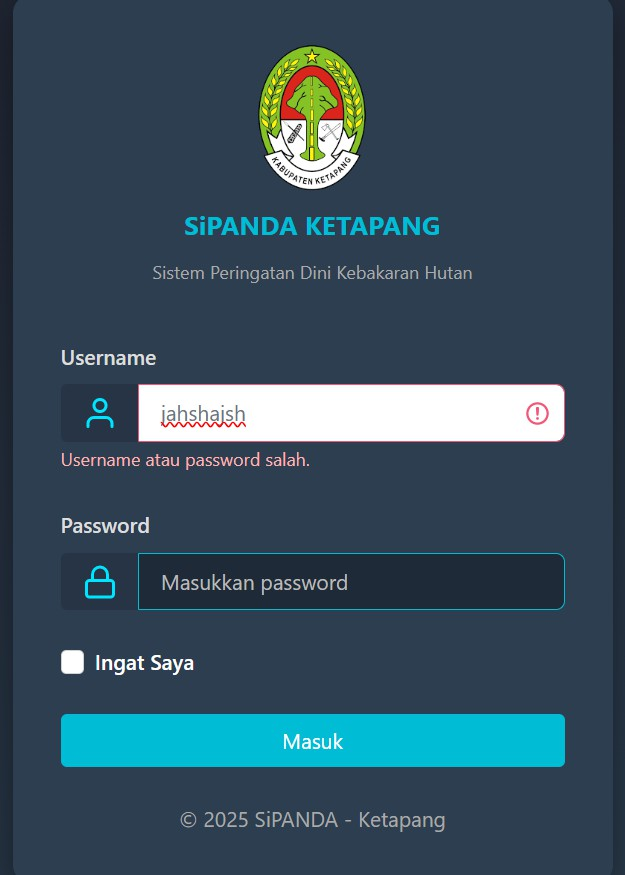 KABUPATEN KETAPANG
SiPANDA KETAPANG
Sistem Peringatan Dini Kebakaran Hutan
Username
jahshajsh
Username atau password salah.
Password
Masukkan password
Ingat Saya
Masuk
© 2025 SiPANDA - Ketapang